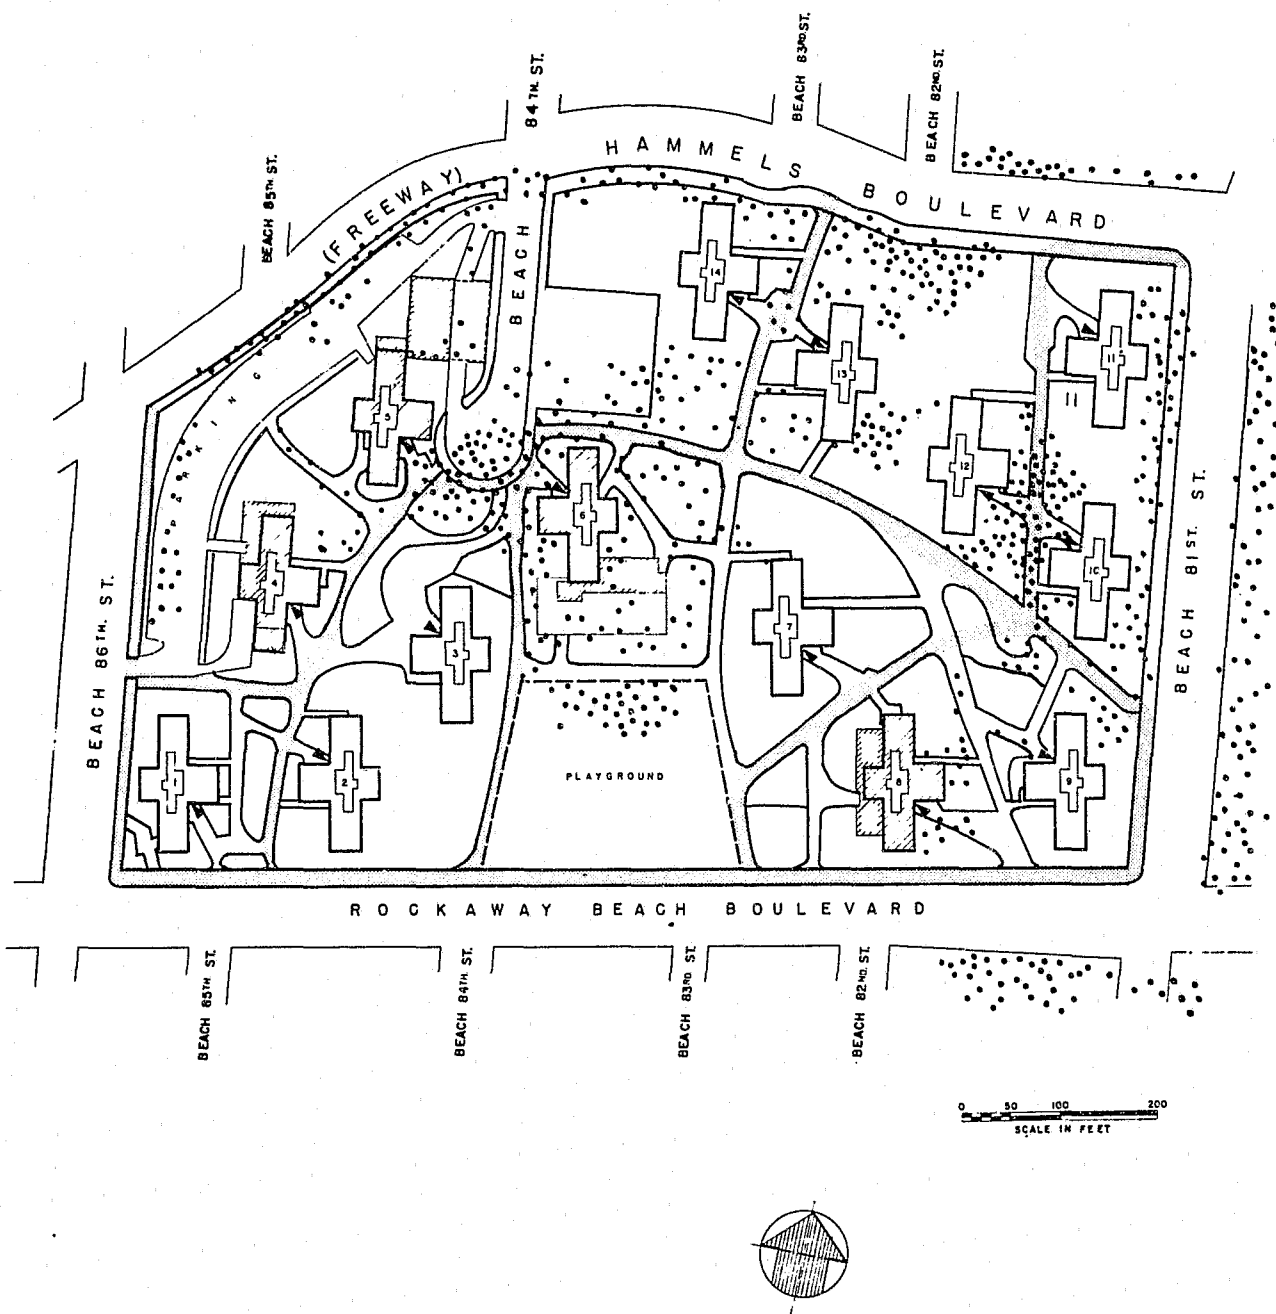 BEACH 83RD. ST.
84TH. ST.
BEACH 82ND. ST.
HAMMELS BOULEVARD
BEACH 85TH ST.
(FREEWAY)
BEACH
14
11
13
5
12
PARKING
6
10
4
BEACH 81ST. ST.
7
3
BEACH 86TH. ST.
PLAYGROUND
1
2
8
9
ROCKAWAY BEACH BOULEVARD
BEACH 85TH ST.
BEACH 84TH. ST.
BEACH 83RD ST.
BEACH 82ND. ST.
0 50 100 200
SCALE IN FEET